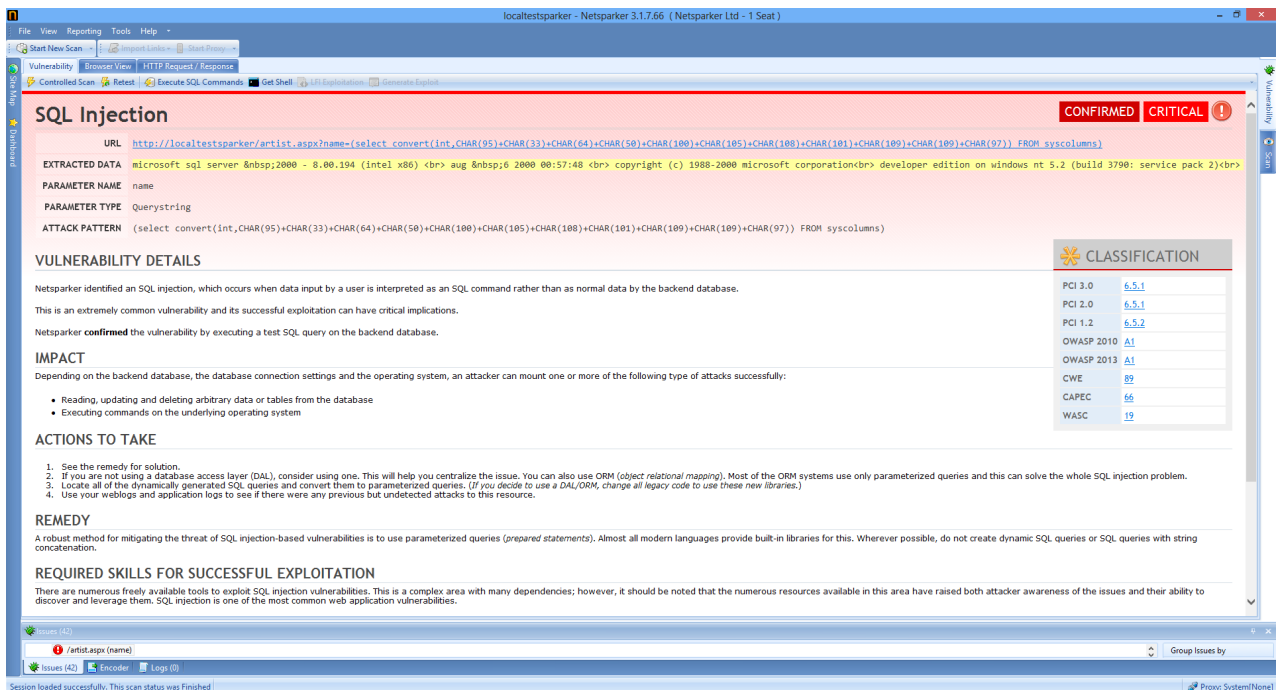 localtestsparker - Netsparker 3.1.7.66 ( Netsparker Ltd - 1 Seat )
File View Reporting Tools Help
Start New Scan Import Links Start Proxy
Vulnerability Browser View HTTP Request / Response
Controlled Scan Retest Execute SQL Commands Get Shell LFI Exploitation Generate Exploit
Site Map
Dashboard
Vulnerability
Scan
SQL Injection
CONFIRMED CRITICAL
URL http://localtestsparker/artist.aspx?name=(select convert(int,CHAR(95)+CHAR(33)+CHAR(64)+CHAR(50)+CHAR(100)+CHAR(105)+CHAR(108)+CHAR(101)+CHAR(109)+CHAR(109)+CHAR(97)) FROM syscolumns)
EXTRACTED DATA microsoft sql server &nbsp;2000 - 8.00.194 (intel x86) <br> aug &nbsp;6 2000 00:57:48 <br> copyright (c) 1988-2000 microsoft corporation<br> developer edition on windows nt 5.2 (build 3790: service pack 2)<br>
PARAMETER NAME name
PARAMETER TYPE Querystring
ATTACK PATTERN (select convert(int,CHAR(95)+CHAR(33)+CHAR(64)+CHAR(50)+CHAR(100)+CHAR(105)+CHAR(108)+CHAR(101)+CHAR(109)+CHAR(109)+CHAR(97)) FROM syscolumns)
VULNERABILITY DETAILS
Netsparker identified an SQL injection, which occurs when data input by a user is interpreted as an SQL command rather than as normal data by the backend database.
This is an extremely common vulnerability and its successful exploitation can have critical implications.
Netsparker confirmed the vulnerability by executing a test SQL query on the backend database.
CLASSIFICATION
PCI 3.0 6.5.1
PCI 2.0 6.5.1
PCI 1.2 6.5.2
OWASP 2010 A1
OWASP 2013 A1
CWE 89
CAPEC 66
WASC 19
IMPACT
Depending on the backend database, the database connection settings and the operating system, an attacker can mount one or more of the following type of attacks successfully:
• Reading, updating and deleting arbitrary data or tables from the database
• Executing commands on the underlying operating system
ACTIONS TO TAKE
1. See the remedy for solution.
2. If you are not using a database access layer (DAL), consider using one. This will help you centralize the issue. You can also use ORM (object relational mapping). Most of the ORM systems use only parameterized queries and this can solve the whole SQL injection problem.
3. Locate all of the dynamically generated SQL queries and convert them to parameterized queries. (If you decide to use a DAL/ORM, change all legacy code to use these new libraries.)
4. Use your weblogs and application logs to see if there were any previous but undetected attacks to this resource.
REMEDY
A robust method for mitigating the threat of SQL injection-based vulnerabilities is to use parameterized queries (prepared statements). Almost all modern languages provide built-in libraries for this. Wherever possible, do not create dynamic SQL queries or SQL queries with string
concatenation.
REQUIRED SKILLS FOR SUCCESSFUL EXPLOITATION
There are numerous freely available tools to exploit SQL injection vulnerabilities. This is a complex area with many dependencies; however, it should be noted that the numerous resources available in this area have raised both attacker awareness of the issues and their ability to
discover and leverage them. SQL injection is one of the most common web application vulnerabilities.
Issues (42)
/artist.aspx (name)
Group Issues by
Issues (42) Encoder Logs (0)
Session loaded successfully. This scan status was Finished
Proxy: System[None]